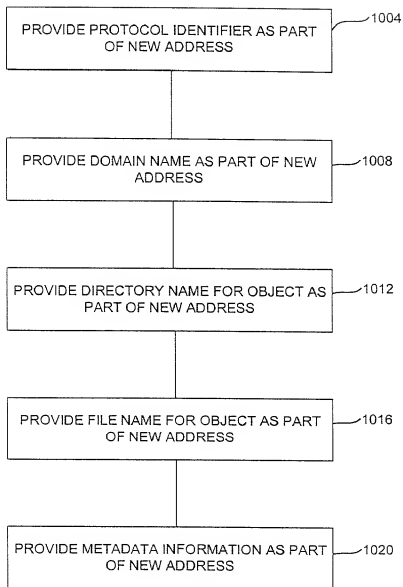 PROVIDE PROTOCOL IDENTIFIER AS PART
OF NEW ADDRESS
1004
PROVIDE DOMAIN NAME AS PART OF NEW
ADDRESS
1008
PROVIDE DIRECTORY NAME FOR OBJECT AS
PART OF NEW ADDRESS
1012
PROVIDE FILE NAME FOR OBJECT AS PART
OF NEW ADDRESS
1016
PROVIDE METADATA INFORMATION AS PART
OF NEW ADDRESS
1020